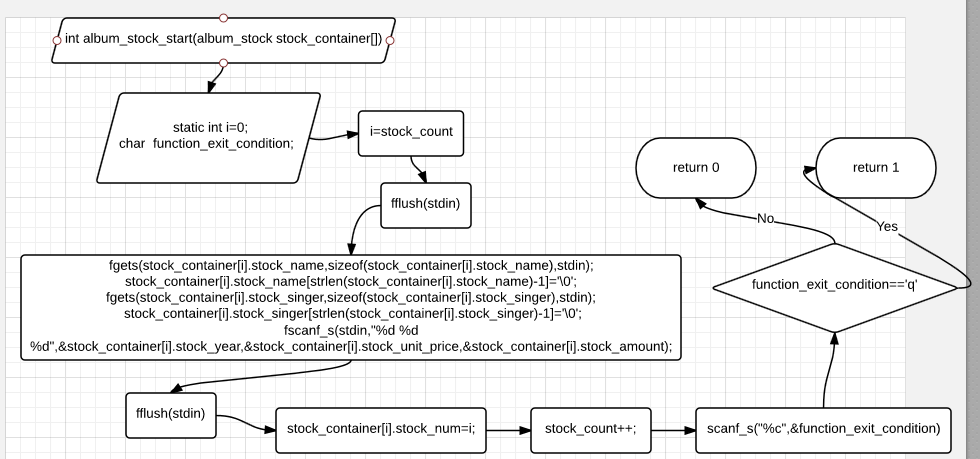 int album_stock_start(album_stock stock_container[])
static int i=0;
char  function_exit_condition;
i=stock_count
fflush(stdin)
fgets(stock_container[i].stock_name,sizeof(stock_container[i].stock_name),stdin);
stock_container[i].stock_name[strlen(stock_container[i].stock_name)-1]='\0';
fgets(stock_container[i].stock_singer,sizeof(stock_container[i].stock_singer),stdin);
stock_container[i].stock_singer[strlen(stock_container[i].stock_singer)-1]='\0';
fscanf_s(stdin,"%d %d
%d",&stock_container[i].stock_year,&stock_container[i].stock_unit_price,&stock_container[i].stock_amount);
fflush(stdin)
stock_container[i].stock_num=i;
stock_count++;
scanf_s("%c",&function_exit_condition)
function_exit_condition=='q'
No
Yes
return 0
return 1